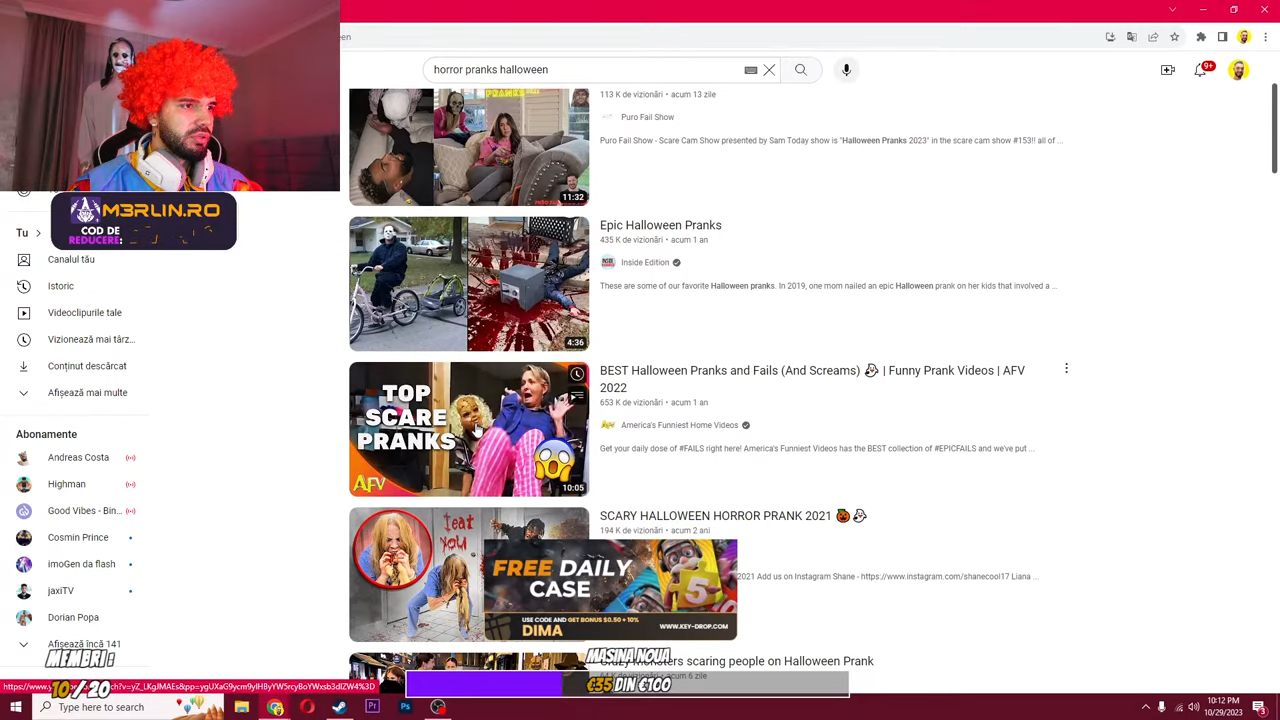 een
horror pranks halloween
9+
PRANKS
113 K de vizionări • acum 13 zile
Puro Fail Show
Puro Fail Show - Scare Cam Show presented by Sam Today show is "Halloween Pranks 2023" in the scare cam show #153!! all of ...
11:32
M3RLIN.RO
COD DE
REDUCERE:
Tu
Canalul tău
Istoric
Videoclipurile tale
Vizionează mai târz...
Conținut descărcat
Afișează mai multe
Epic Halloween Pranks
435 K de vizionări • acum 1 an
Inside Edition
These are some of our favorite Halloween pranks. In 2019, one mom nailed an epic Halloween prank on her kids that involved a ...
4:36
BEST Halloween Pranks and Fails (And Screams) 👻 | Funny Prank Videos | AFV
2022
653 K de vizionări • acum 1 an
America's Funniest Home Videos
Get your daily dose of #FAILS right here! America's Funniest Videos has the BEST collection of #EPICFAILS and we've put ...
TOP
SCARE
PRANKS
AFV
10:05
Abonamente
Andreas Costa
Highman
Good Vibes - Bin...
Cosmin Prince
imoGen da flash
jaxiTV
Dorian Popa
Afișează încă 141
SCARY HALLOWEEN HORROR PRANK 2021 🎃👻
194 K de vizionări • acum 2 ani
2021 Add us on Instagram Shane - https://www.instagram.com/shanecool17 Liana ...
FREE DAILY
CASE
5
USE CODE AND GET BONUS $0.50 + 10%
DIMA
WWW.KEY-DROP.COM
MEMBRI:
10/20
MASINA NOUA
€35 DIN €100
sters scaring people on Halloween Prank
acum 6 zile
Type here to search
10:12 PM
10/29/2023
3